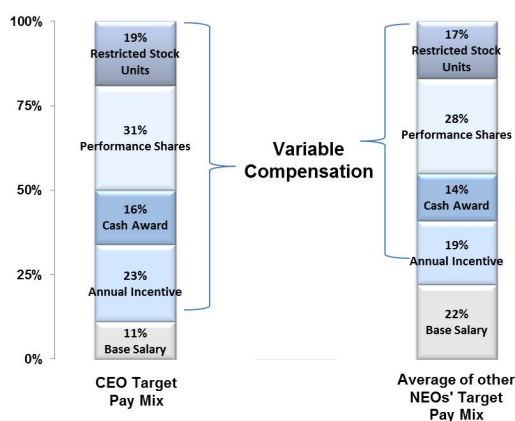 100%
75%
50%
25%
0%
19%
Restricted Stock
Units
31%
Performance Shares
16%
Cash Award
23%
Annual Incentive
11%
Base Salary
CEO Target
Pay Mix
Variable
Compensation
17%
Restricted Stock
Units
28%
Performance Shares
14%
Cash Award
19%
Annual Incentive
22%
Base Salary
Average of other
NEOs' Target
Pay Mix